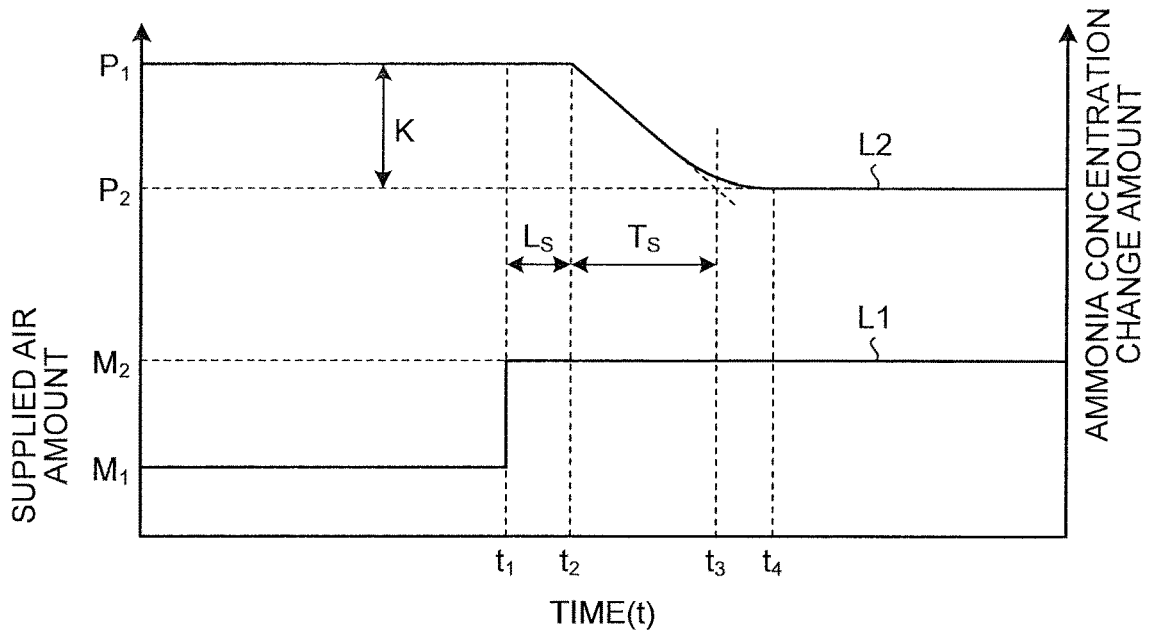 P1
K
P2
L2
LS
TS
L1
M2
M1
SUPPLIED AIR
AMOUNT
AMMONIA CONCENTRATION
CHANGE AMOUNT
t1
t2
t3
t4
TIME(t)